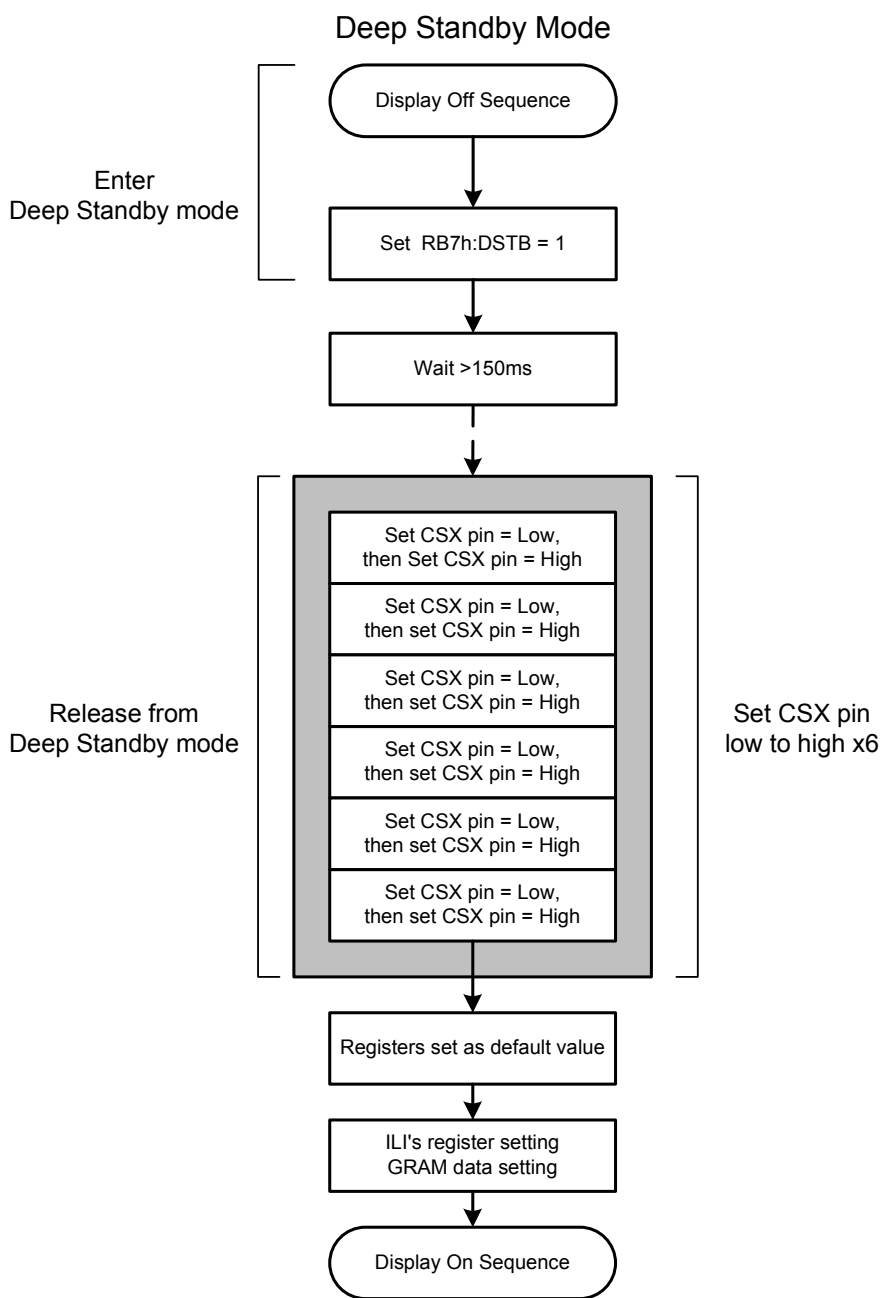 Deep Standby Mode
Display Off Sequence
Enter
Deep Standby mode
Set RB7h:DSTB = 1
Wait >150ms
Set CSX pin = Low,
then Set CSX pin = High
Set CSX pin = Low,
then set CSX pin = High
Set CSX pin = Low,
then set CSX pin = High
Release from
Deep Standby mode
Set CSX pin
low to high x6
Set CSX pin = Low,
then set CSX pin = High
Set CSX pin = Low,
then set CSX pin = High
Set CSX pin = Low,
then set CSX pin = High
Registers set as default value
ILI's register setting
GRAM data setting
Display On Sequence